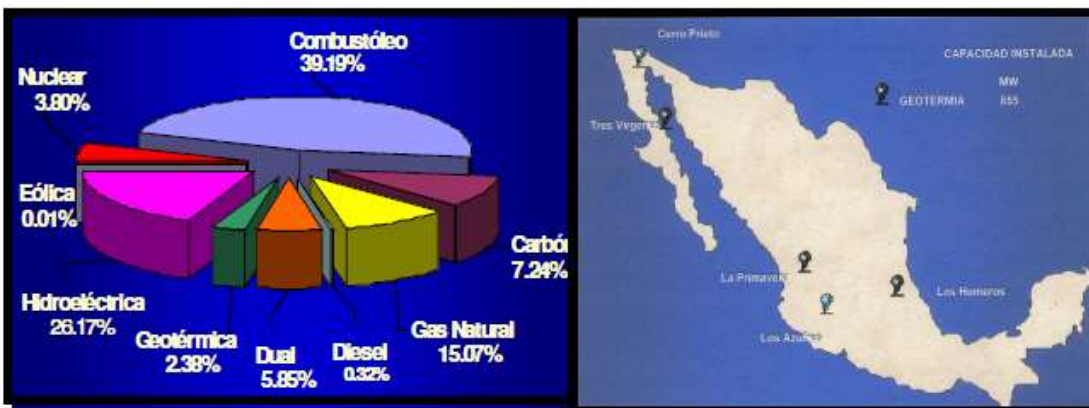 Combustóleo
39.19%
Nuclear
3.80%
Eólica
0.01%
Hidroeléctrica
26.17%
Geotérmica
2.38%
Dual
5.85%
Diesel
0.32%
Gas Natural
15.07%
Carbón
7.24%
Cerro Prieto
CAPACIDAD INSTALADA
MW
GEOTERMIA 855
Tres Virgenes
La Primavera
Los Humeros
Los Azufres